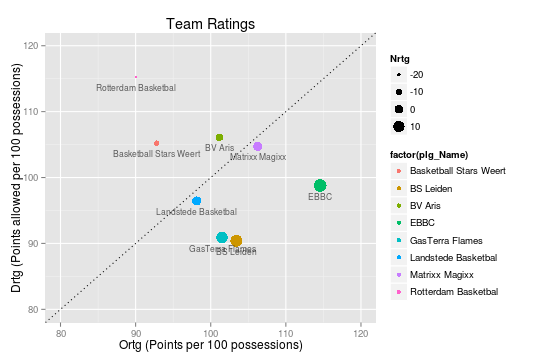 Team Ratings
Drtg (Points allowed per 100 possessions)
120
110
100
90
80
Rotterdam Basketbal
Basketball Stars Weert
BV Aris
Matrixx Magixx
EBBC
Landstede Basketbal
GasTerra Flames
BS Leiden
80
90
100
110
120
Ortg (Points per 100 possessions)
Nrtg
-20
-10
0
10
factor(plg_Name)
Basketball Stars Weert
BS Leiden
BV Aris
EBBC
GasTerra Flames
Landstede Basketbal
Matrixx Magixx
Rotterdam Basketbal